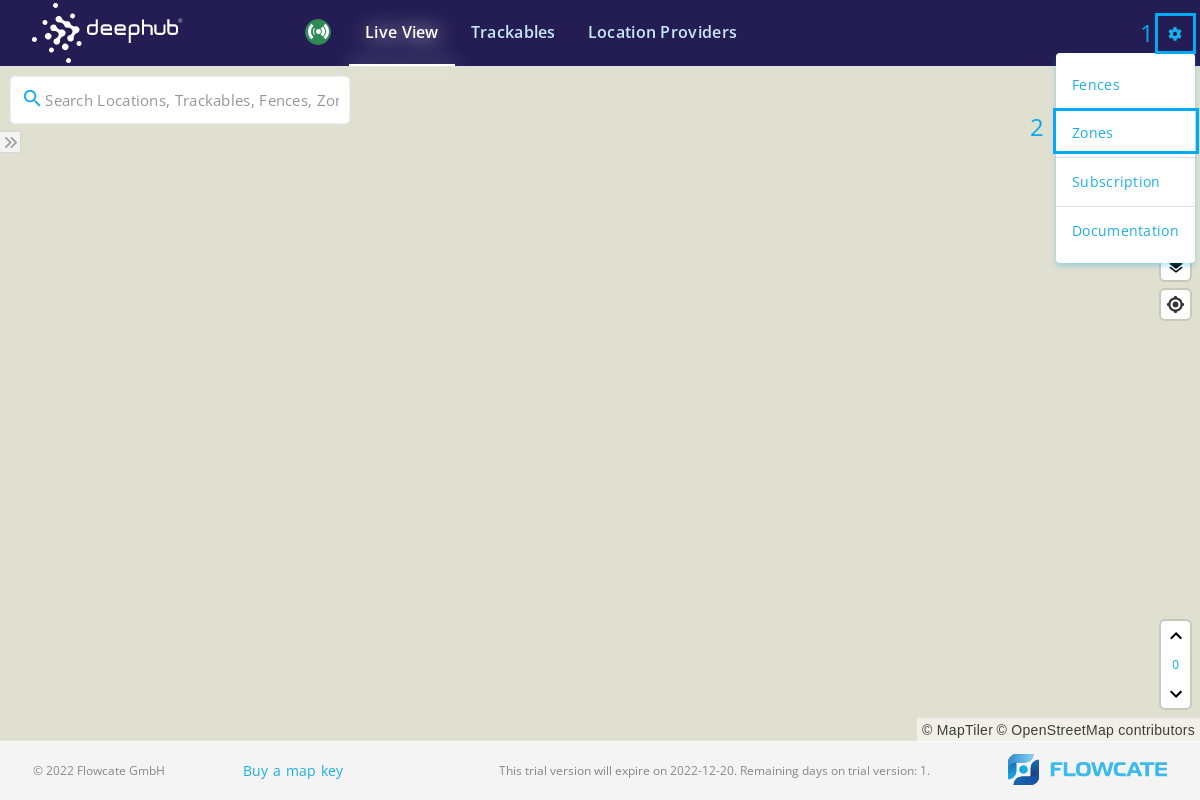 deephub®
Live View
Trackables
Location Providers
1
Search Locations, Trackables, Fences, Zon
Fences
2
Zones
Subscription
Documentation
0
© MapTiler © OpenStreetMap contributors
© 2022 Flowcate GmbH
Buy a map key
This trial version will expire on 2022-12-20. Remaining days on trial version: 1.
FLOWCATE